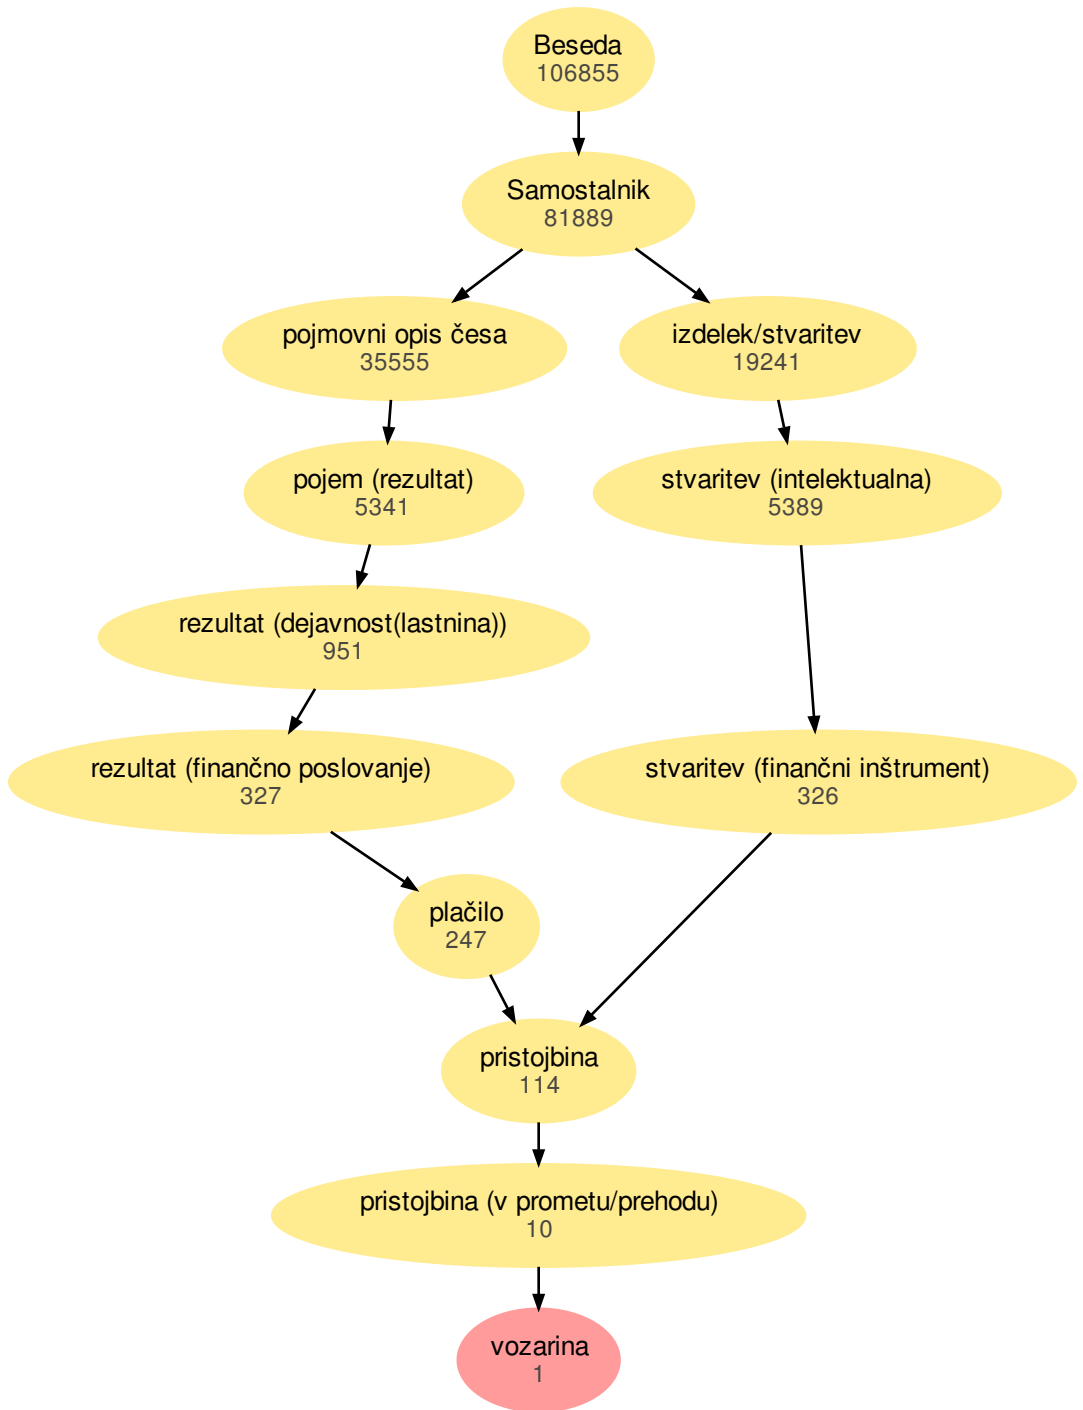 Beseda
106855
Samostalnik
81889
pojmovni opis česa
35555
izdelek/stvaritev
19241
pojem (rezultat)
5341
stvaritev (intelektualna)
5389
rezultat (dejavnost(lastnina))
951
rezultat (finančno poslovanje)
327
stvaritev (finančni inštrument)
326
plačilo
247
pristojbina
114
pristojbina (v prometu/prehodu)
10
vozarina
1